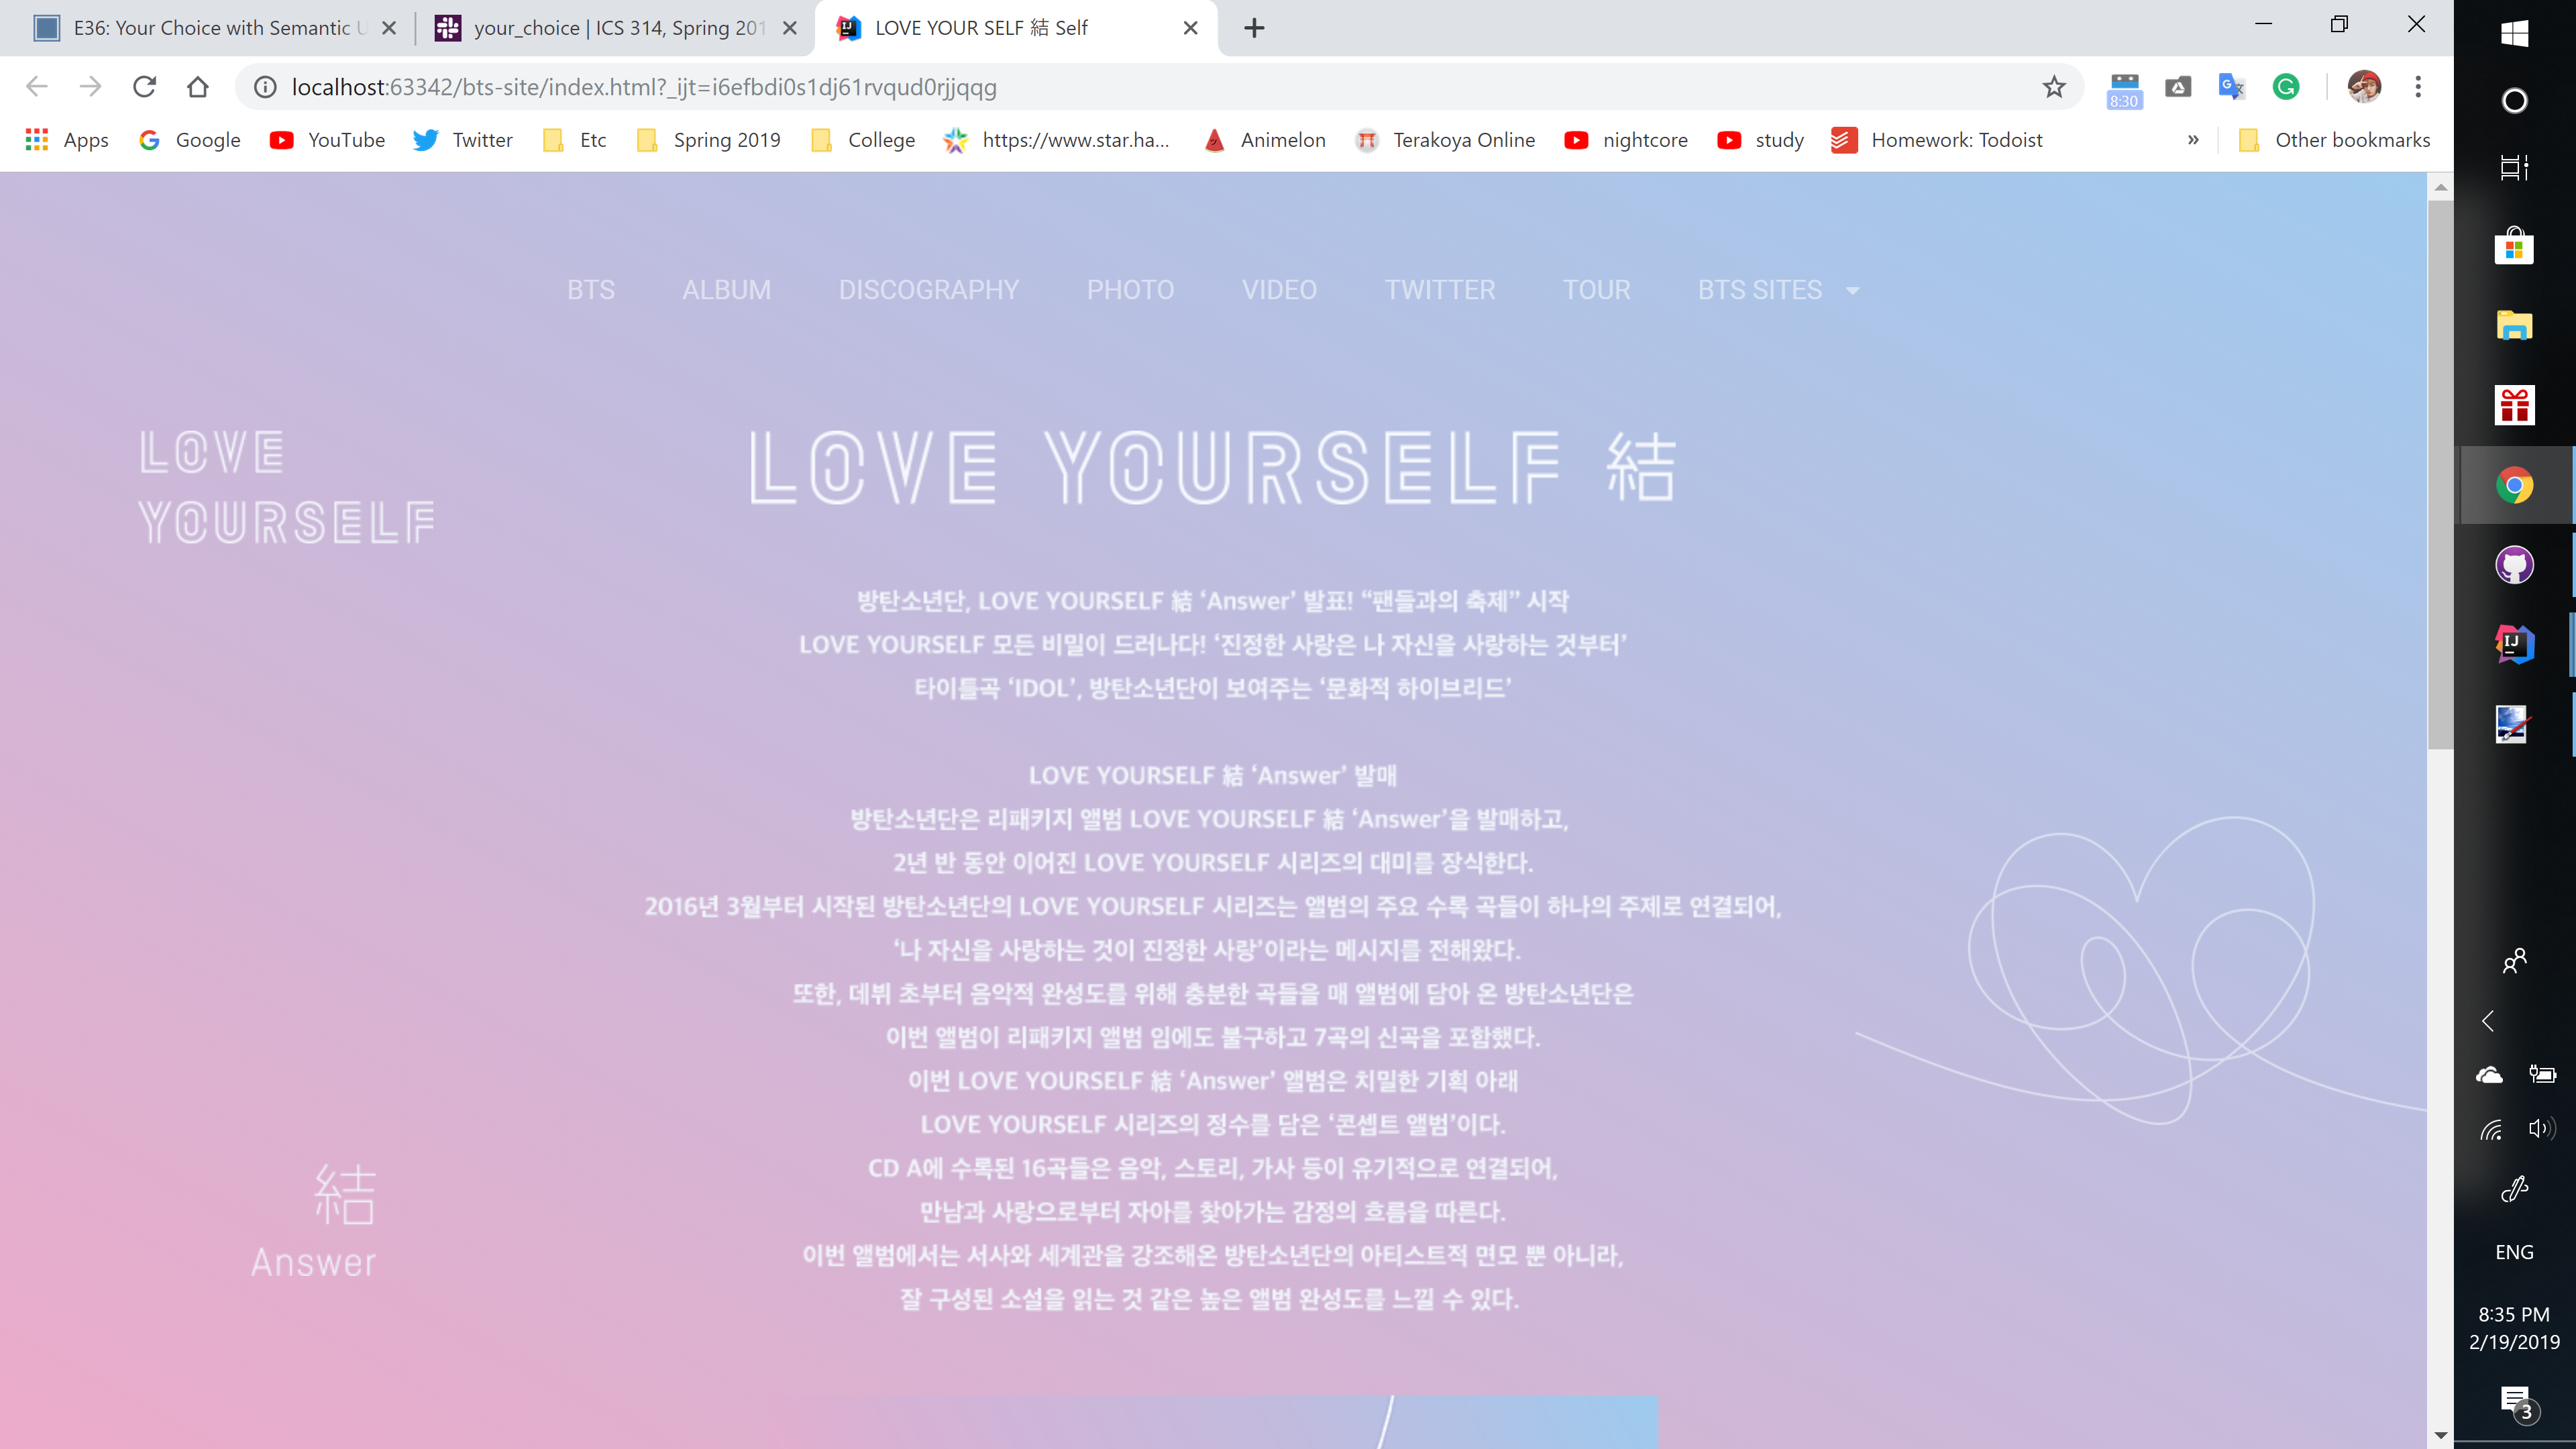 E36: Your Choice with Semantic U
your_choice | ICS 314, Spring 201
LOVE YOUR SELF 結 Self
localhost:63342/bts-site/index.html?_ijt=i6efbdi0s1dj61rvqud0rjjqqg
8:30
Apps
Google
YouTube
Twitter
Etc
Spring 2019
College
https://www.star.ha...
Animelon
Terakoya Online
nightcore
study
Homework: Todoist
»
Other bookmarks
BTS
ALBUM
DISCOGRAPHY
PHOTO
VIDEO
TWITTER
TOUR
BTS SITES
LOVE
YOURSELF
LOVE YOURSELF 結
방탄소년단, LOVE YOURSELF 結 ‘Answer’ 발표! “팬들과의 축제” 시작
LOVE YOURSELF 모든 비밀이 드러나다! ‘진정한 사랑은 나 자신을 사랑하는 것부터’
타이틀곡 ‘IDOL’, 방탄소년단이 보여주는 ‘문화적 하이브리드’
LOVE YOURSELF 結 ‘Answer’ 발매
방탄소년단은 리패키지 앨범 LOVE YOURSELF 結 ‘Answer’을 발매하고,
2년 반 동안 이어진 LOVE YOURSELF 시리즈의 대미를 장식한다.
2016년 3월부터 시작된 방탄소년단의 LOVE YOURSELF 시리즈는 앨범의 주요 수록 곡들이 하나의 주제로 연결되어,
‘나 자신을 사랑하는 것이 진정한 사랑’이라는 메시지를 전해왔다.
또한, 데뷔 초부터 음악적 완성도를 위해 충분한 곡들을 매 앨범에 담아 온 방탄소년단은
이번 앨범이 리패키지 앨범 임에도 불구하고 7곡의 신곡을 포함했다.
이번 LOVE YOURSELF 結 ‘Answer’ 앨범은 치밀한 기획 아래
LOVE YOURSELF 시리즈의 정수를 담은 ‘콘셉트 앨범’이다.
CD A에 수록된 16곡들은 음악, 스토리, 가사 등이 유기적으로 연결되어,
만남과 사랑으로부터 자아를 찾아가는 감정의 흐름을 따른다.
이번 앨범에서는 서사와 세계관을 강조해온 방탄소년단의 아티스트적 면모 뿐 아니라,
잘 구성된 소설을 읽는 것 같은 높은 앨범 완성도를 느낄 수 있다.
結
Answer
IJ
ENG
8:35 PM
2/19/2019
3